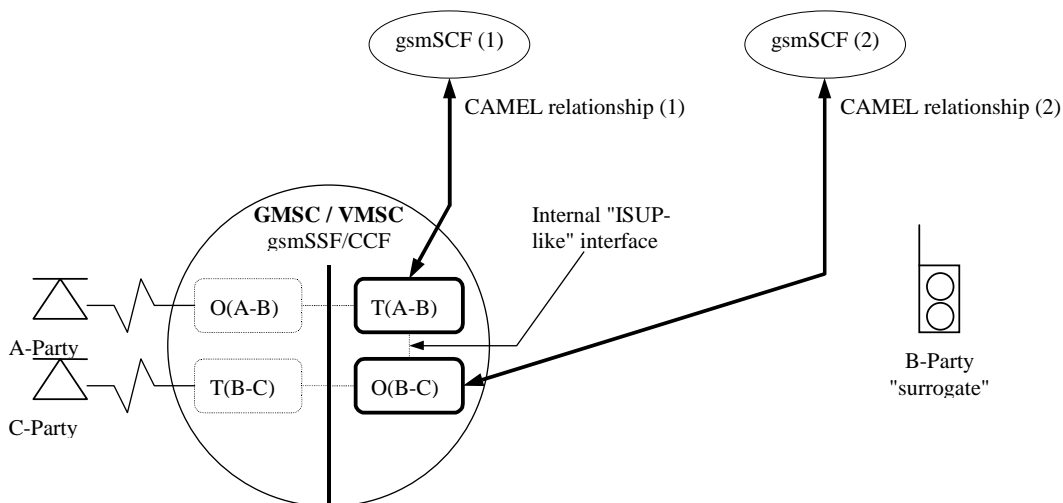 gsmSCF (1)
gsmSCF (2)
CAMEL relationship (1)
CAMEL relationship (2)
GMSC / VMSC
gsmSSF/CCF
Internal "ISUP-
like" interface
O(A-B)
T(A-B)
A-Party
T(B-C)
O(B-C)
C-Party
B-Party
"surrogate"